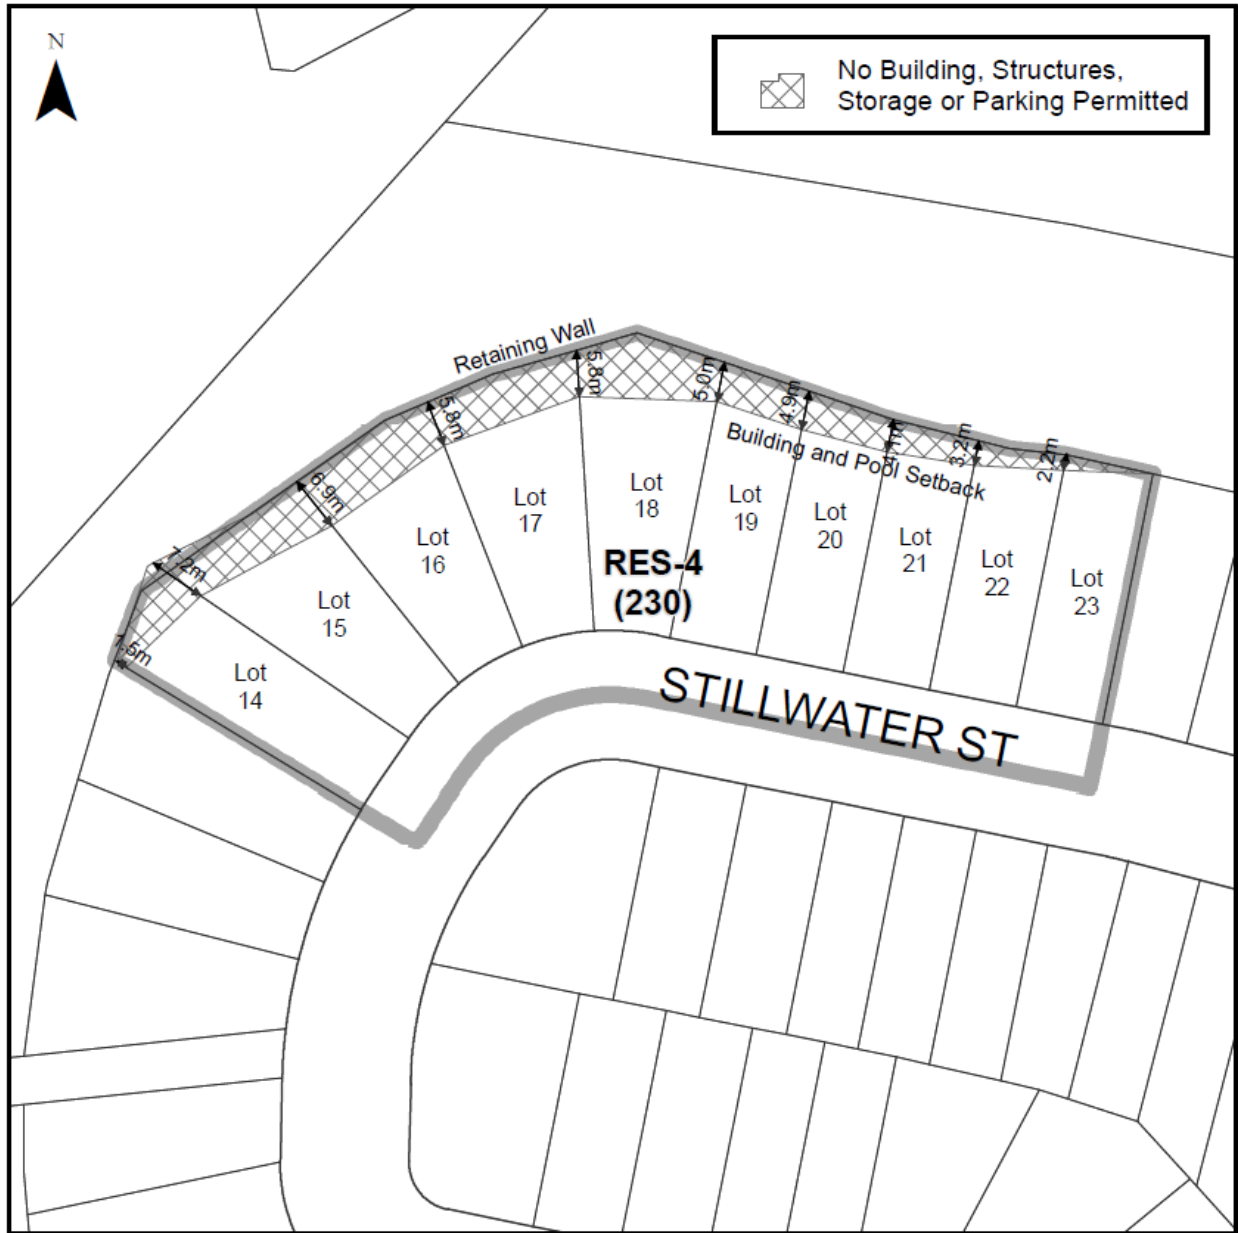 N
No Building, Structures,
Storage or Parking Permitted
Retaining Wall
5.8m
5.0m
4.9m
5.8m
3.2m
2.2m
Building and Pool Setback
6.9m
7.2m
Lot
18
Lot
17
Lot
19
Lot
20
Lot
16
Lot
21
Lot
22
Lot
23
RES-4
(230)
Lot
15
1.5m
Lot
14
STILLWATER ST